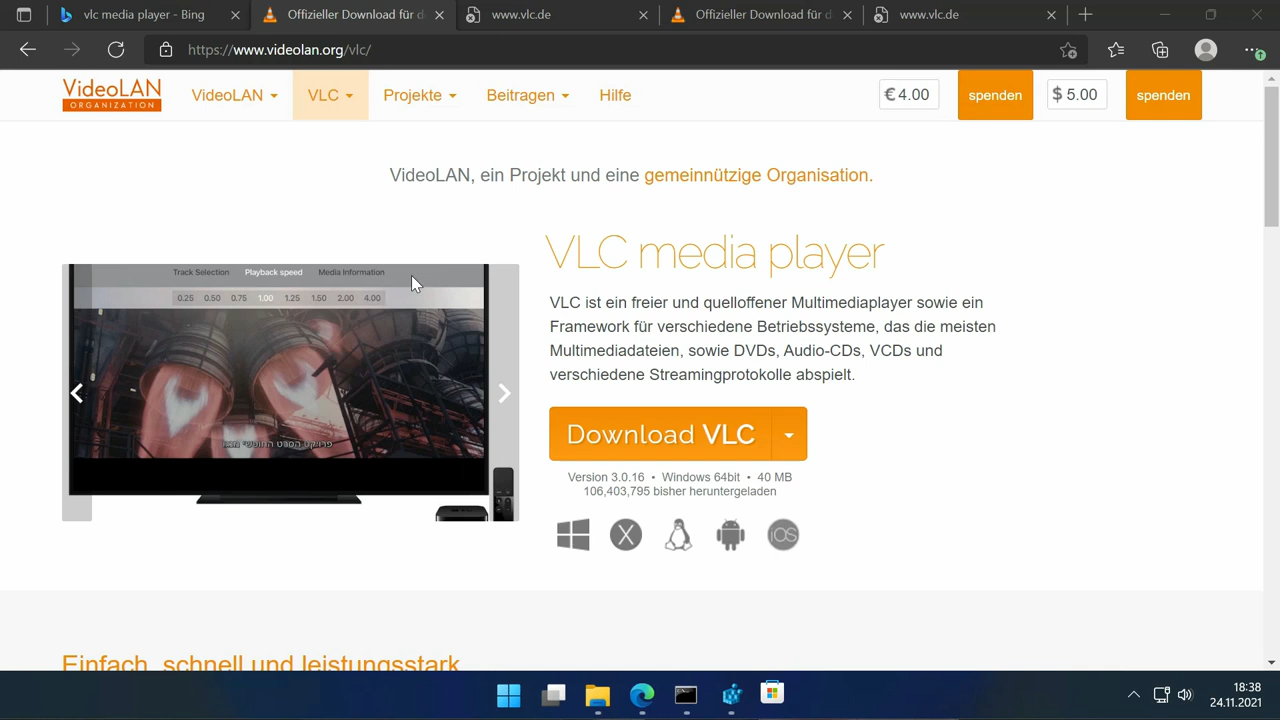 vlc media player - Bing
Offizieller Download für d
www.vlc.de
Offizieller Download für d
www.vlc.de
https://www.videolan.org/vlc/
VideoLAN
ORGANIZATION
VideoLAN
VLC
Projekte
Beitragen
Hilfe
€ 4.00
spenden
$ 5.00
spenden
VideoLAN, ein Projekt und eine gemeinnützige Organisation.
VLC media player
VLC ist ein freier und quelloffener Multimediaplayer sowie ein
Framework für verschiedene Betriebssysteme, das die meisten
Multimediadateien, sowie DVDs, Audio-CDs, VCDs und
verschiedene Streamingprotokolle abspielt.
Track Selection Playback speed Media Information
0.25 0.50 0.75 1.00 1.25 1.50 2.00 4.00
פרויקט הסרט החופשי מאת
Download VLC
Version 3.0.16 • Windows 64bit • 40 MB
106,403,795 bisher heruntergeladen
X
iOS
Einfach, schnell und leistungsstark
18:38
24.11.2021